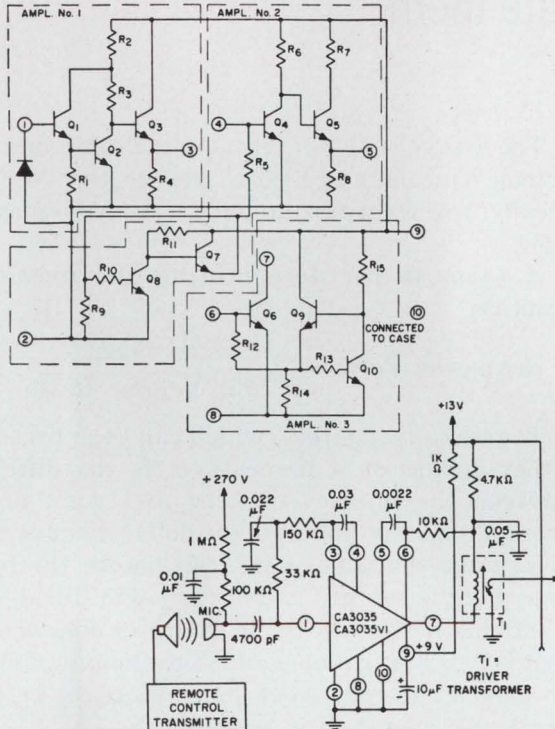 AMPL. No. 1
AMPL. No. 2
R2
R6
R7
R3
1
Q1
Q3
4
Q4
Q5
Q2
3
R5
5
R1
R4
R8
R11
9
Q7
7
R10
Q8
R15
6
Q6
Q9
10
R9
R12
CONNECTED TO CASE
R13
2
R14
Q10
8
AMPL. No. 3
+13V
+270 V
1K Ω
0.022 μF
0.03 μF
0.0022 μF
4.7KΩ
1 MΩ
150 KΩ
10KΩ
0.05 μF
0.01 μF
3
4
5
6
33 KΩ
100 KΩ
MIC.
CA3035
CA3035V1
1
7
T1
4700 pF
9
+9 V
2
8
10
+
-
10μF
T1 =
DRIVER
TRANSFORMER
REMOTE
CONTROL
TRANSMITTER